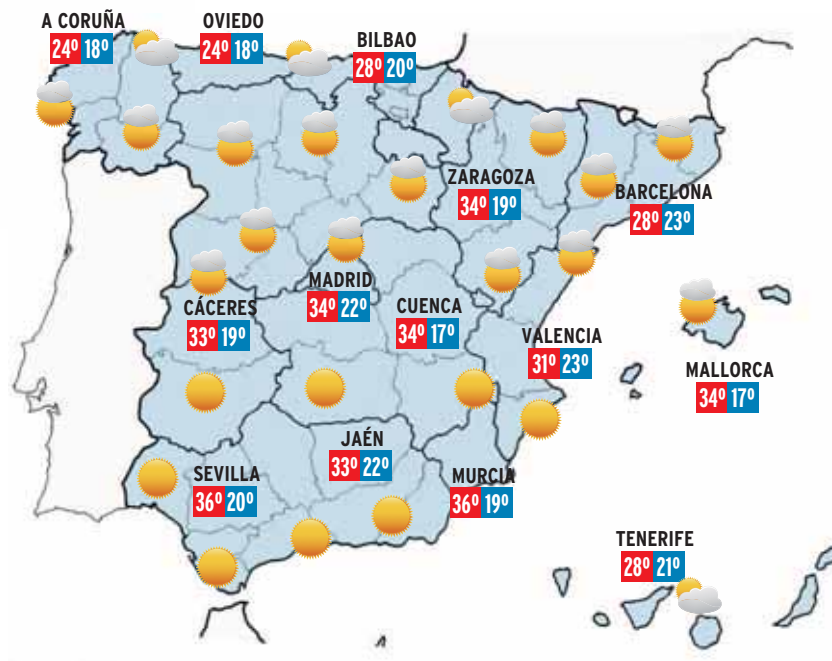 A CORUÑA
24º 18º
OVIEDO
24º 18º
BILBAO
28º 20º
ZARAGOZA
34º 19º
BARCELONA
28º 23º
MADRID
34º 22º
CÁCERES
33º 19º
CUENCA
34º 17º
VALENCIA
31º 23º
MALLORCA
34º 17º
JAÉN
33º 22º
SEVILLA
36º 20º
MURCIA
36º 19º
TENERIFE
28º 21º